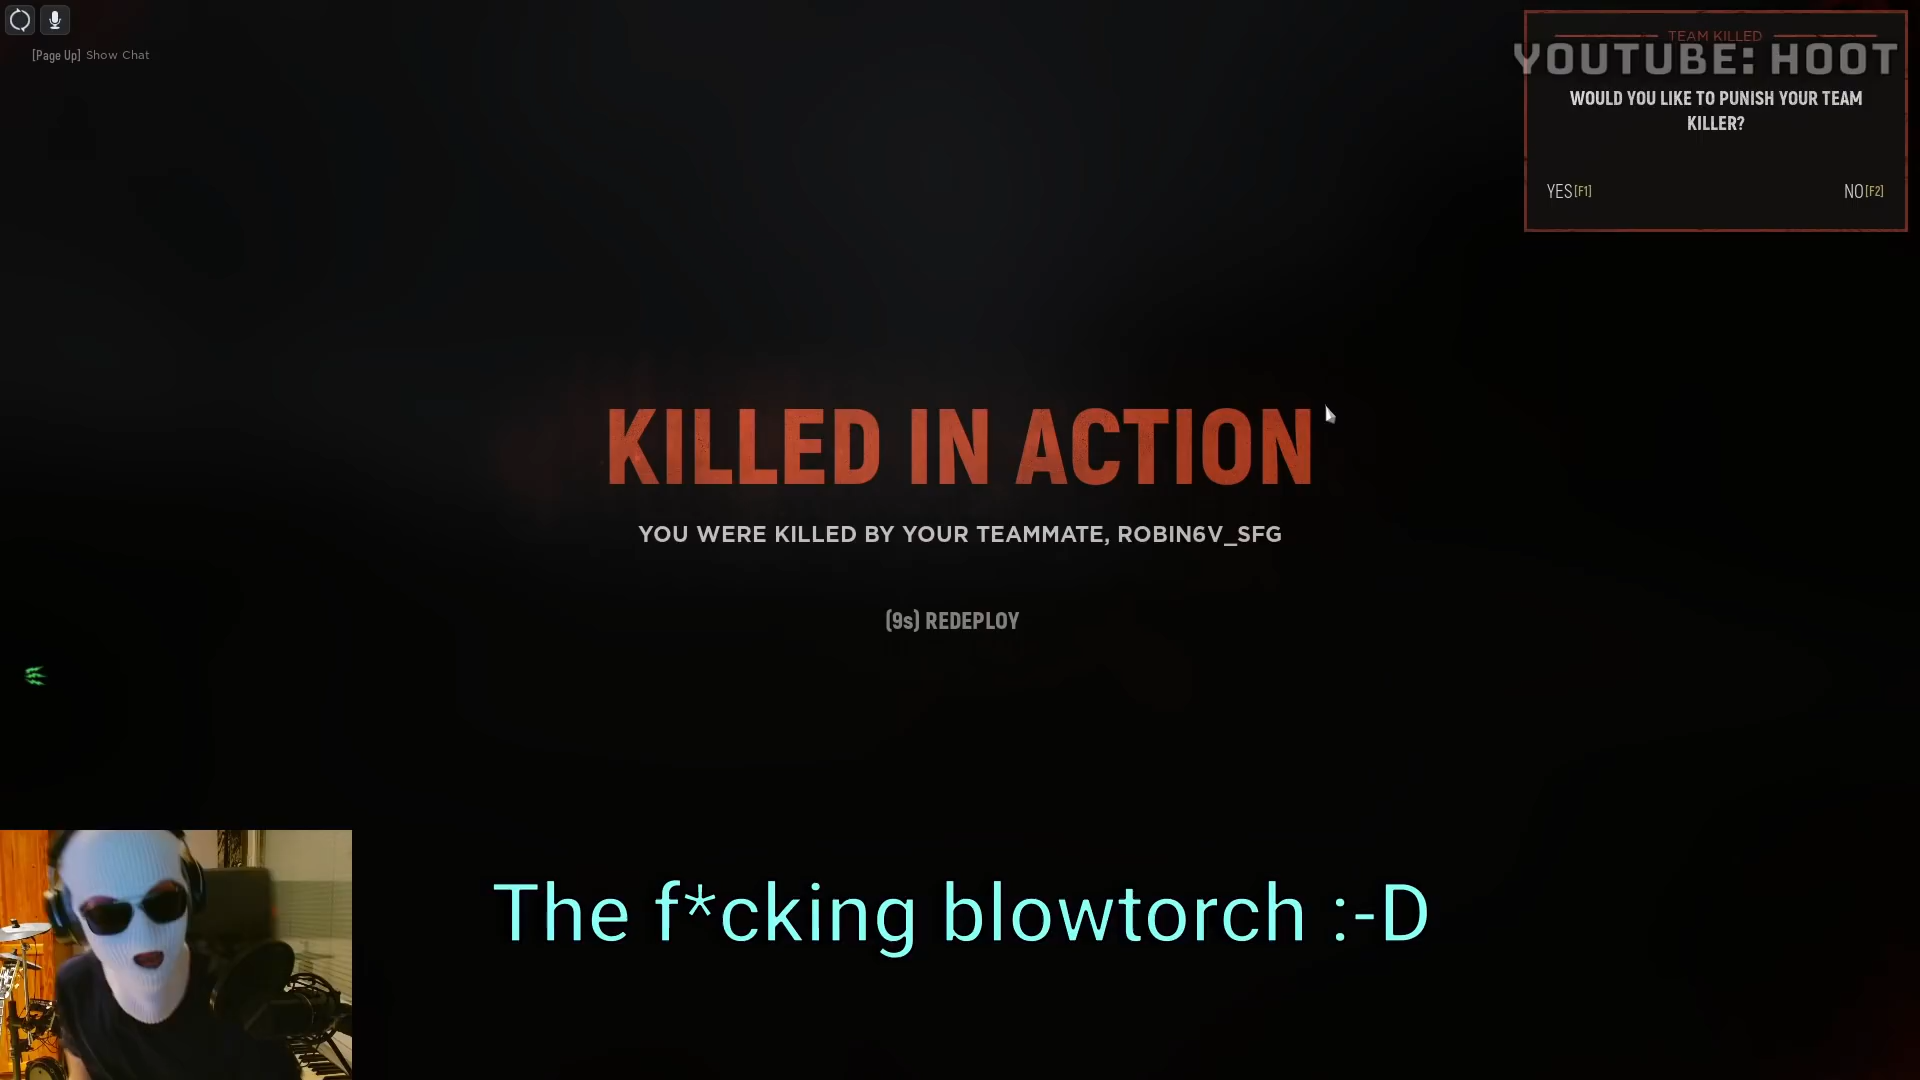 [Page Up] Show Chat
TEAM KILLED
YOUTUBE: HOOT
WOULD YOU LIKE TO PUNISH YOUR TEAM
KILLER?
YES[F1]
NO[F2]
KILLED IN ACTION
YOU WERE KILLED BY YOUR TEAMMATE, ROBIN6V_SFG
(9s) REDEPLOY
The f*cking blowtorch :-D